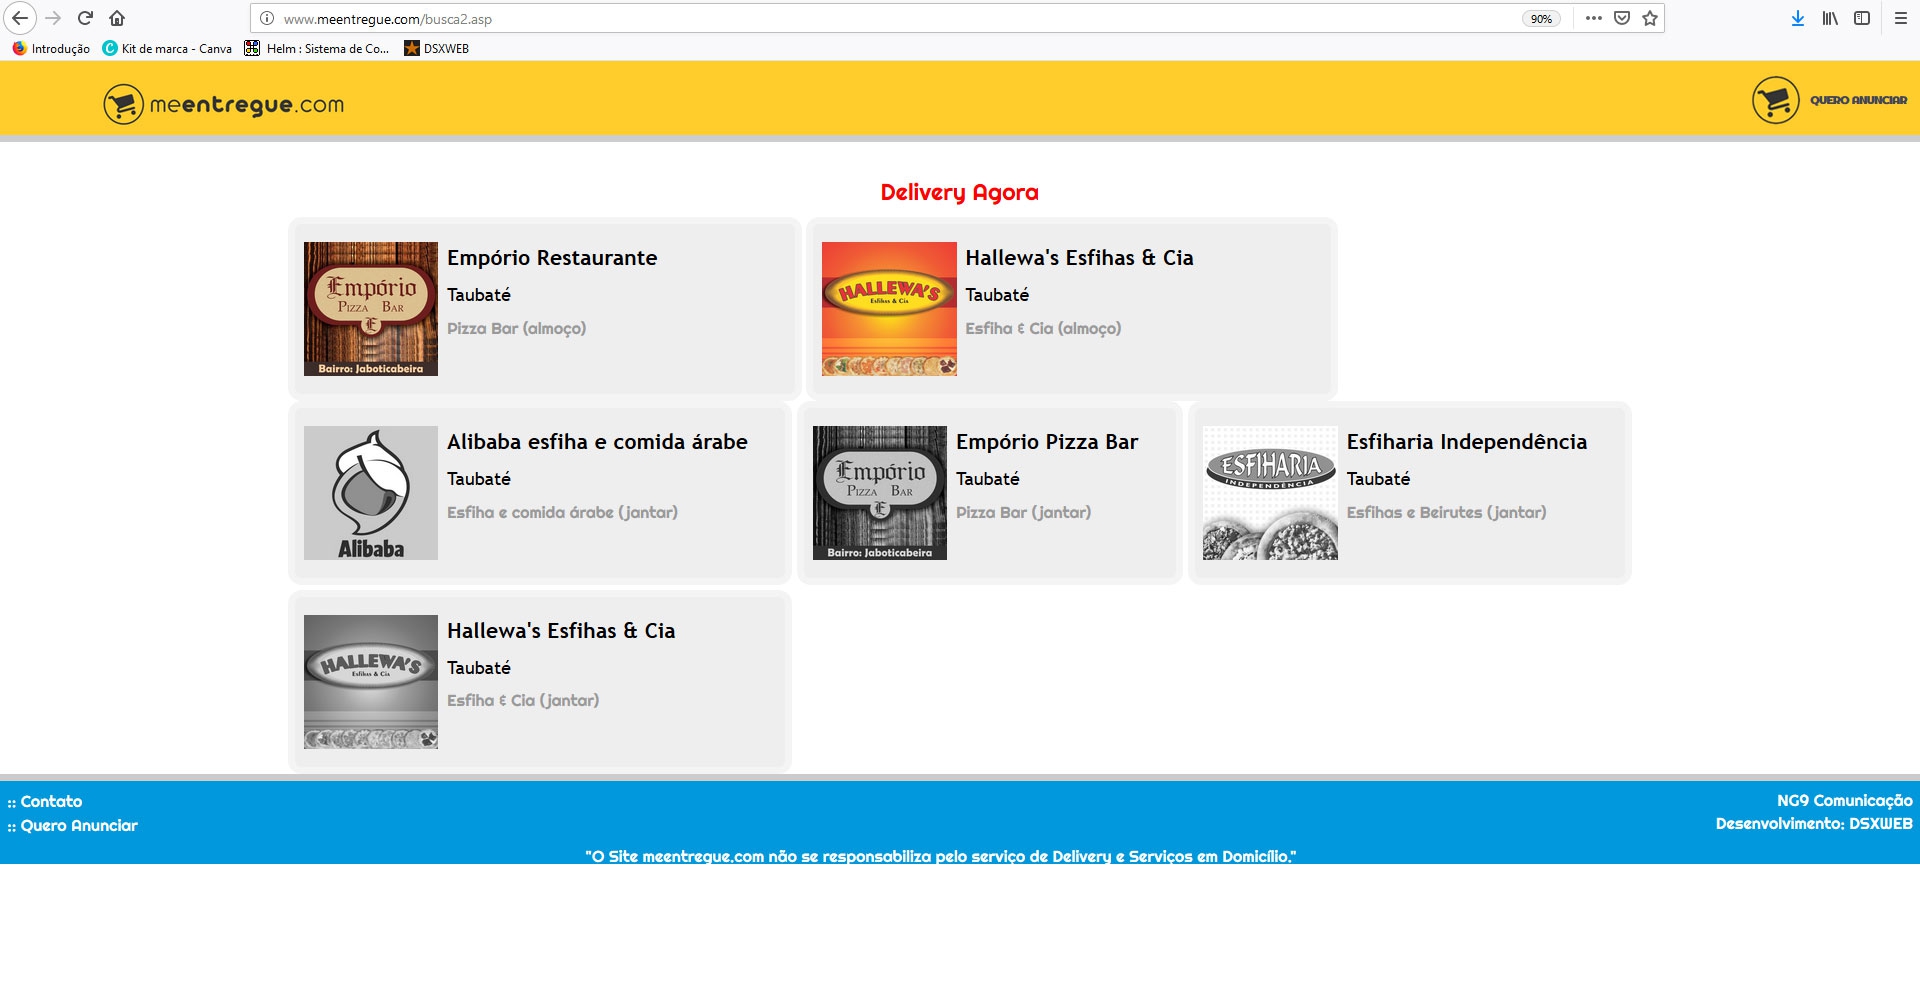 www.meentregue.com/busca2.asp
90%
Introdução
Kit de marca - Canva
Helm : Sistema de Co...
DSXWEB
meentregue.com
QUERO ANUNCIAR
Delivery Agora
Empório
PIZZA BAR
E
Bairro: Jaboticabeira
Empório Restaurante
Taubaté
Pizza Bar (almoço)
HALLEWA'S
Esfihas & Cia
Hallewa's Esfihas & Cia
Taubaté
Esfiha & Cia (almoço)
Alibaba
Alibaba esfiha e comida árabe
Taubaté
Esfiha e comida árabe (jantar)
Empório
PIZZA BAR
E
Bairro: Jaboticabeira
Empório Pizza Bar
Taubaté
Pizza Bar (jantar)
ESFIHARIA
INDEPENDÊNCIA
Esfiharia Independência
Taubaté
Esfihas e Beirutes (jantar)
HALLEWA'S
Esfihas & Cia
Hallewa's Esfihas & Cia
Taubaté
Esfiha & Cia (jantar)
:: Contato
:: Quero Anunciar
NG9 Comunicação
Desenvolvimento: DSXWEB
"O Site meentregue.com não se responsabiliza pelo serviço de Delivery e Serviços em Domicílio."